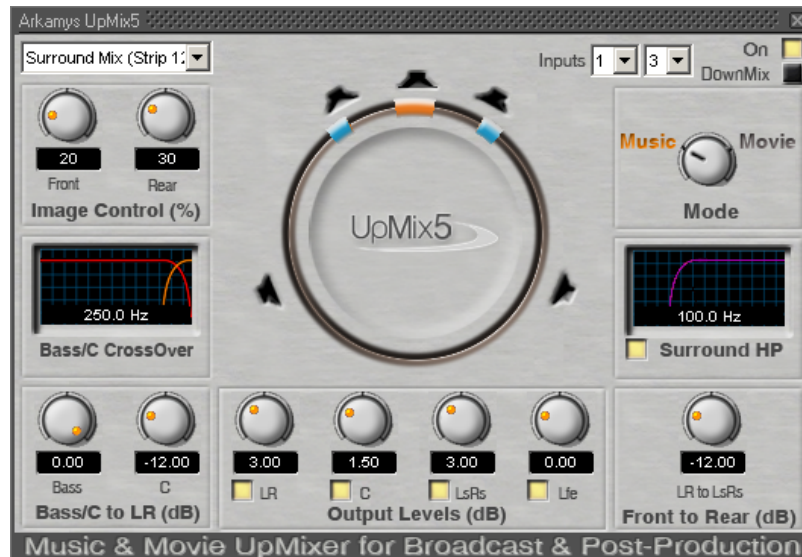 Arkamys UpMix5
Surround Mix (Strip 12
Inputs 1 3
On
DownMix
20
30
Front
Rear
Image Control (%)
UpMix5
Music
Movie
Mode
250.0 Hz
Bass/C CrossOver
100.0 Hz
Surround HP
0.00
-12.00
Bass
C
Bass/C to LR (dB)
3.00
1.50
3.00
0.00
LR
C
LsRs
Lfe
Output Levels (dB)
-12.00
LR to LsRs
Front to Rear (dB)
Music & Movie UpMixer for Broadcast & Post-Production